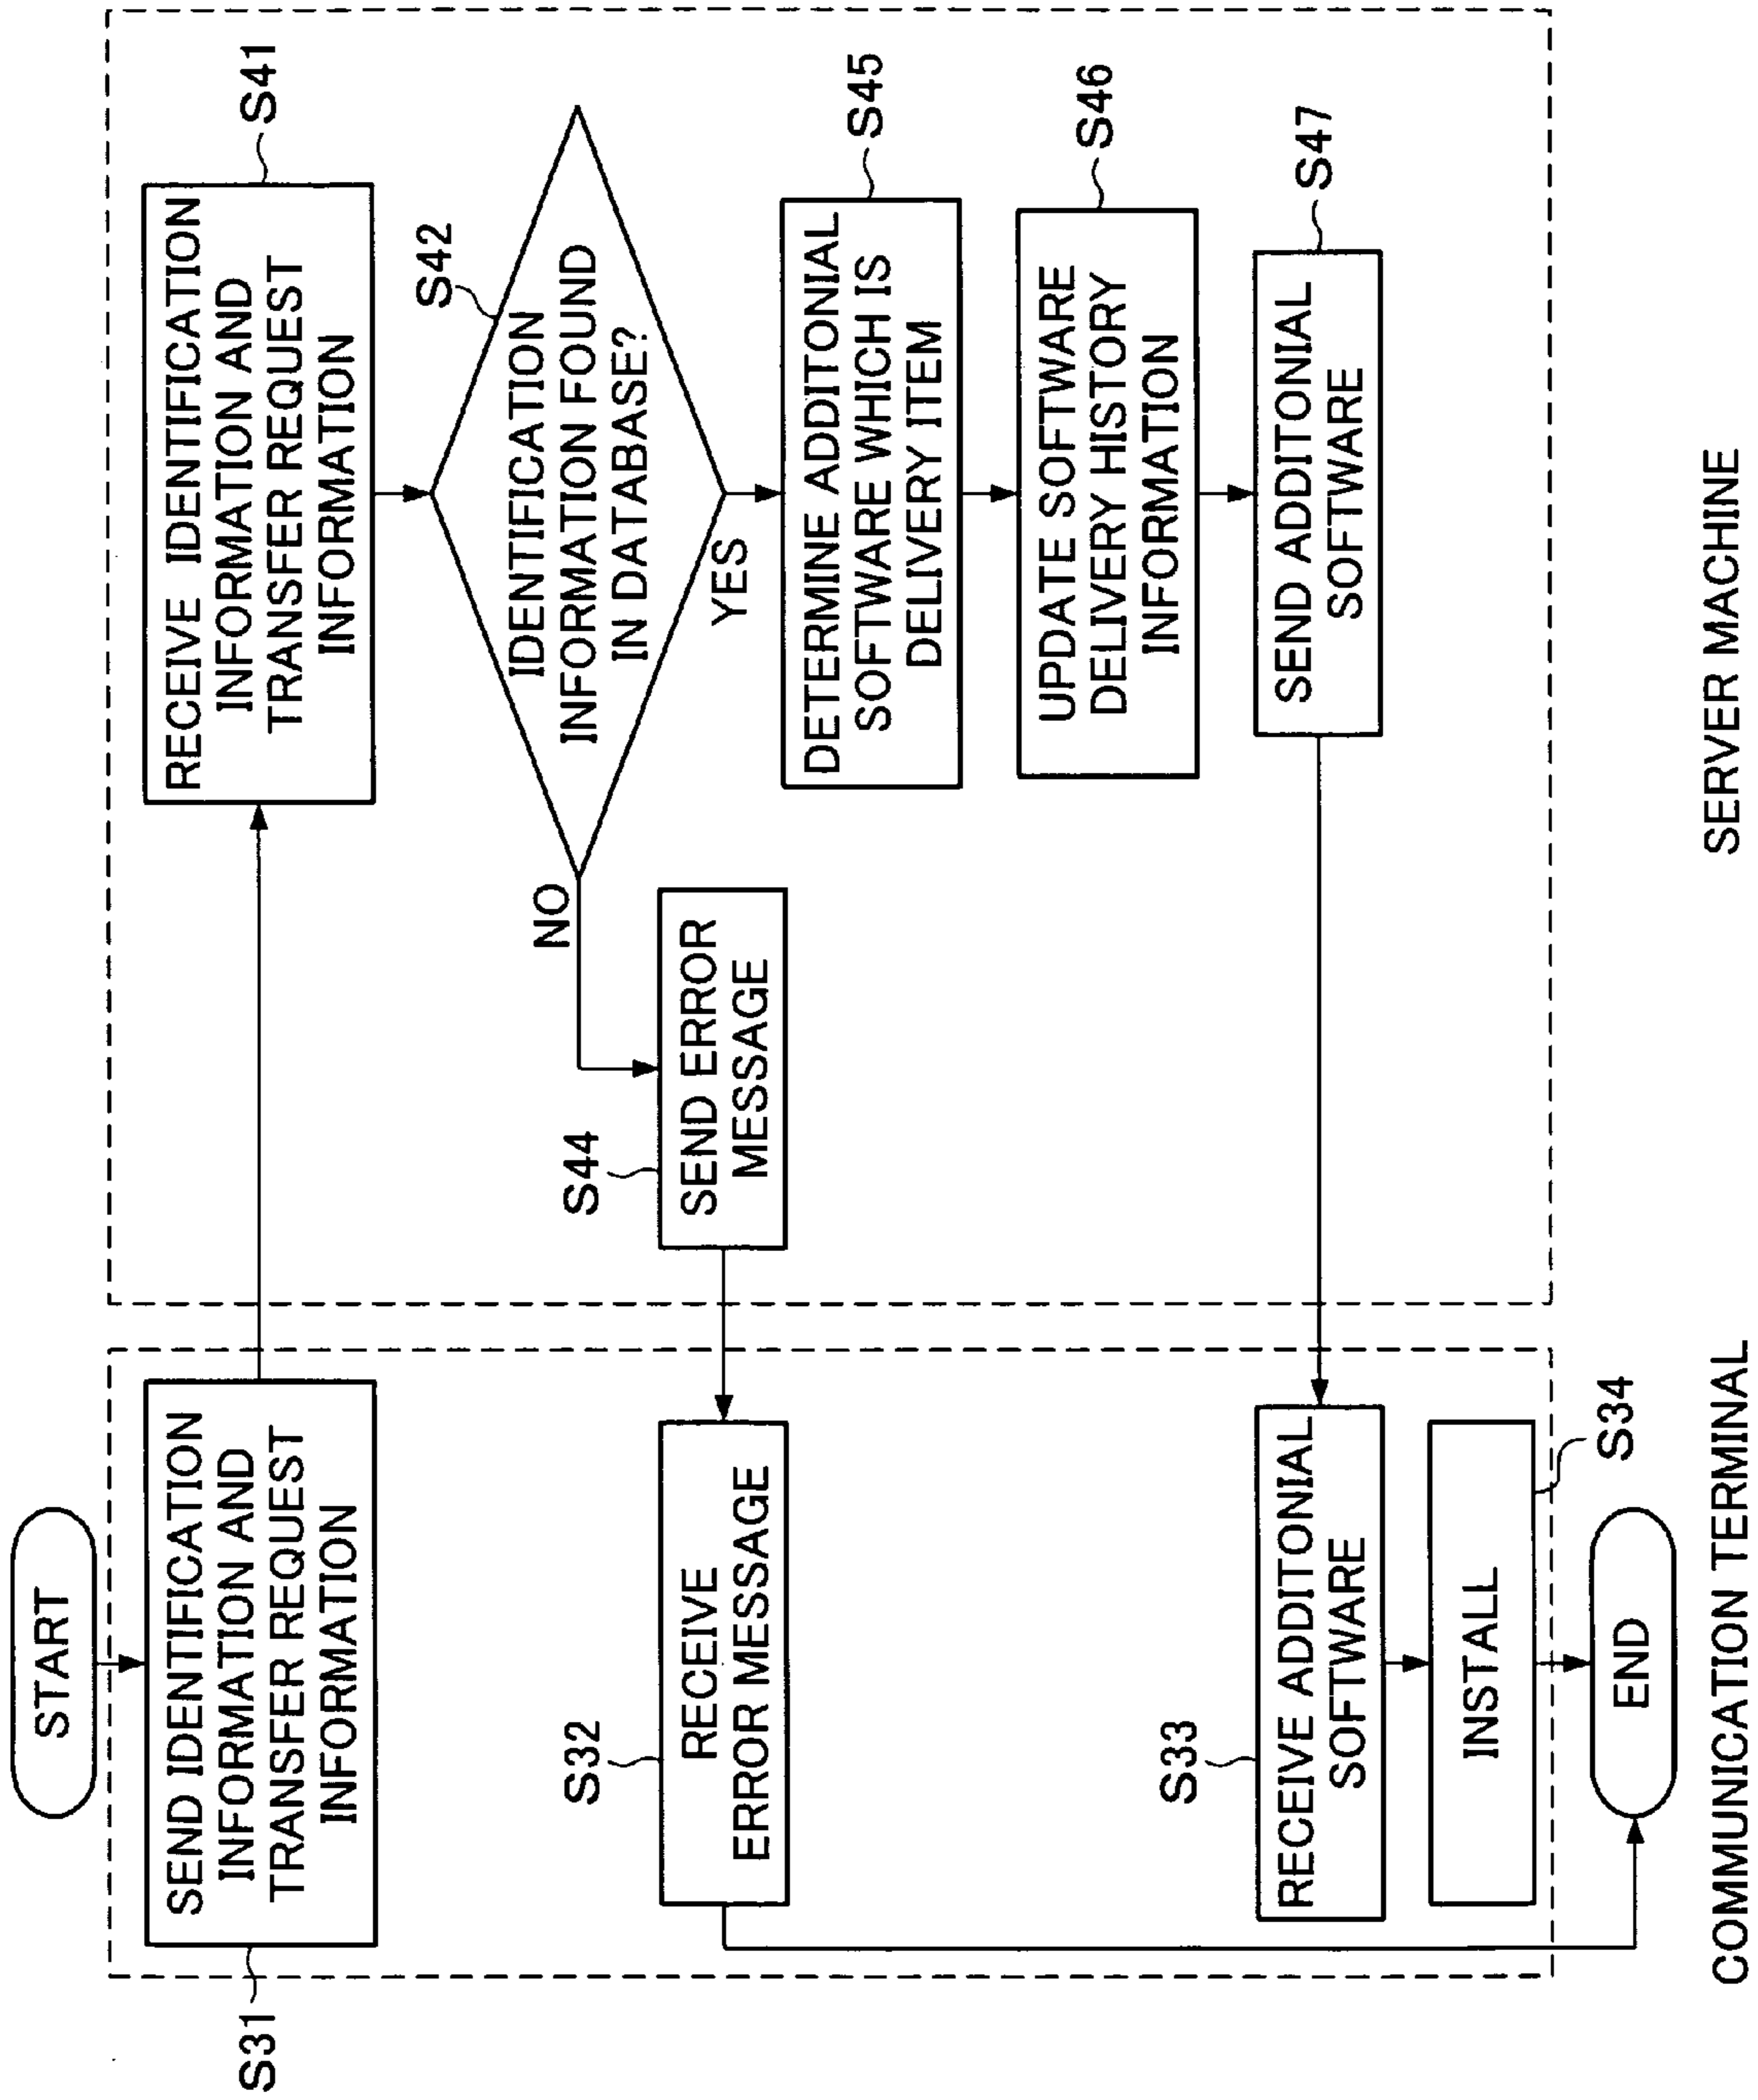 START
SEND IDENTIFICATION
INFORMATION AND
TRANSFER REQUEST
INFORMATION
S31
RECEIVE IDENTIFICATION
INFORMATION AND
TRANSFER REQUEST
INFORMATION
S41
S42
IDENTIFICATION
INFORMATION FOUND
IN DATABASE?
NO
YES
S44
SEND ERROR
MESSAGE
S32
RECEIVE
ERROR MESSAGE
DETERMINE ADDITONAL
SOFTWARE WHICH IS
DELIVERY ITEM
S45
UPDATE SOFTWARE
DELIVERY HISTORY
INFORMATION
S46
SEND ADDITONAL
SOFTWARE
S47
S33
RECEIVE ADDITONAL
SOFTWARE
INSTALL
S34
END
COMMUNICATION TERMINAL
SERVER MACHINE